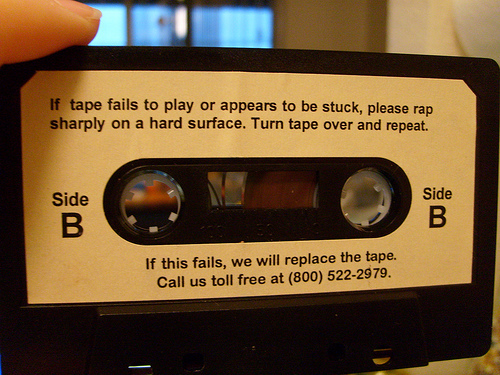 If tape fails to play or appears to be stuck, please rap
sharply on a hard surface. Turn tape over and repeat.
Side
B
Side
B
If this fails, we will replace the tape.
Call us toll free at (800) 522-2979.